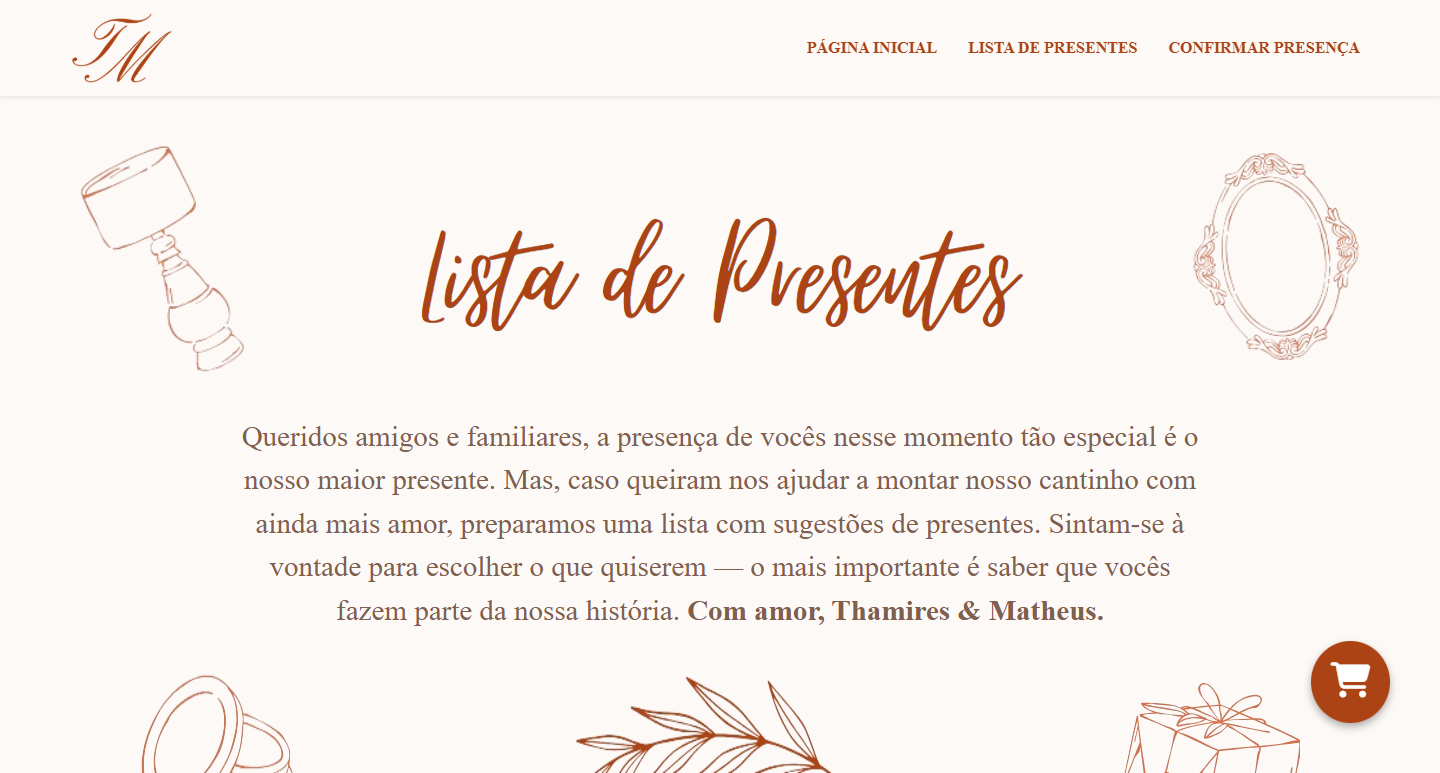 TM
PÁGINA INICIAL LISTA DE PRESENTES CONFIRMAR PRESENÇA
Lista de Presentes
Queridos amigos e familiares, a presença de vocês nesse momento tão especial é o
nosso maior presente. Mas, caso queiram nos ajudar a montar nosso cantinho com
ainda mais amor, preparamos uma lista com sugestões de presentes. Sintam-se à
vontade para escolher o que quiserem — o mais importante é saber que vocês
fazem parte da nossa história. Com amor, Thamires & Matheus.